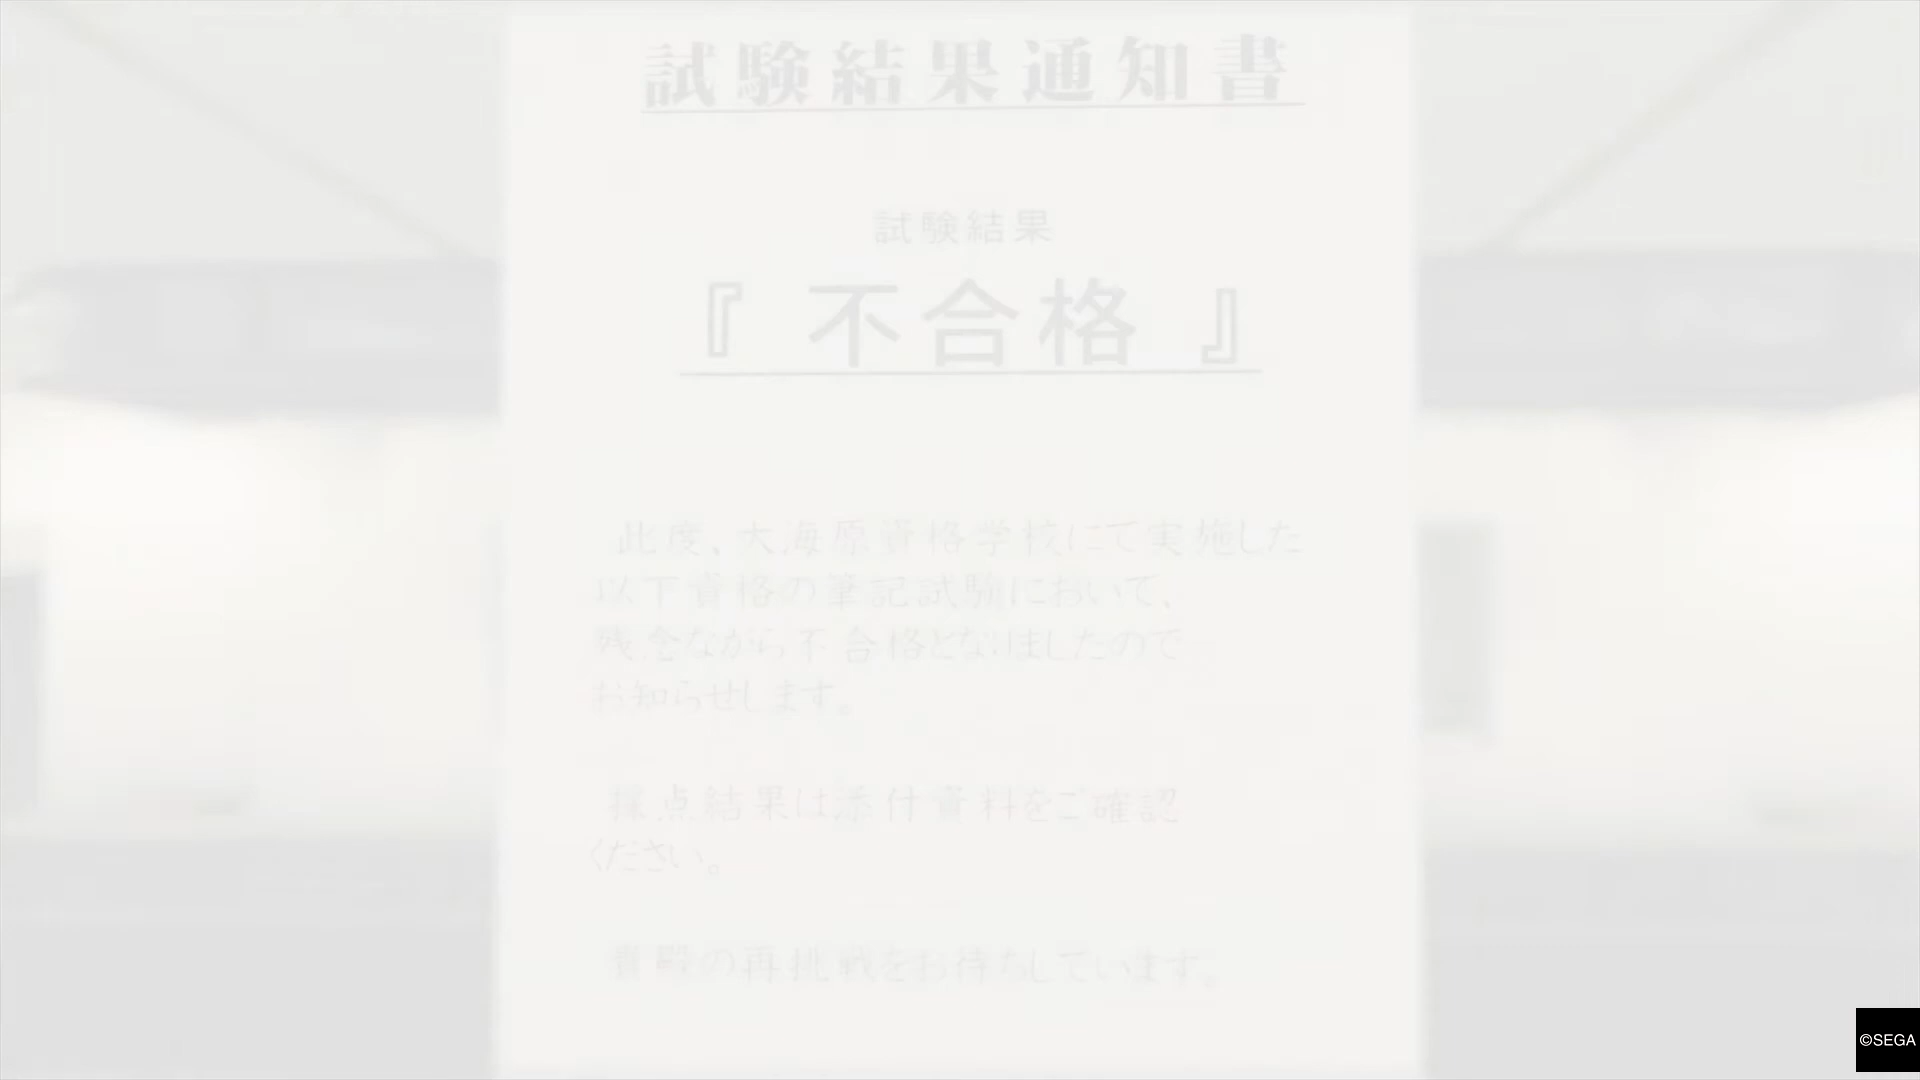 試験結果通知書
試験結果
『 不合格 』
此度、大海原資格学校にて実施した
以下資格の筆記試験において、
残念ながら不合格となりましたので
お知らせします。
採点結果は添付資料をご確認
ください。
貴殿の再挑戦をお待ちしています。
©SEGA